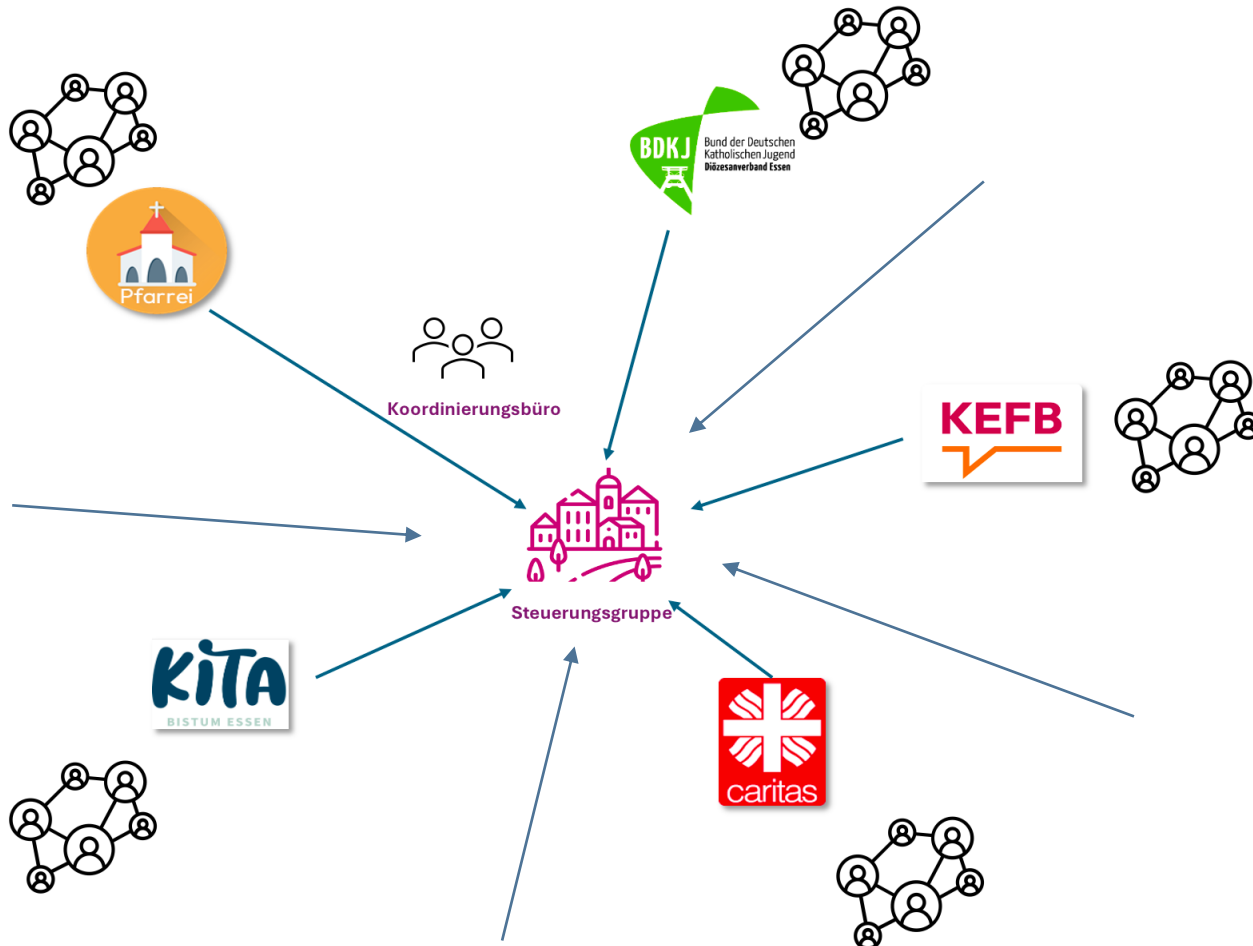 BDKJ
Bund der Deutschen
Katholischen Jugend
Diözesanverband Essen
Pfarrei
Koordinierungsbüro
KEFB
Steuerungsgruppe
KiTA
BISTUM ESSEN
caritas